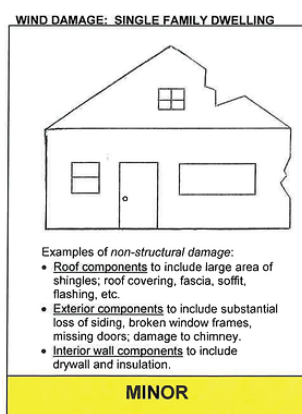 WIND DAMAGE: SINGLE FAMILY DWELLING
Examples of non-structural damage:
• Roof components to include large area of
shingles; roof covering, fascia, soffit,
flashing, etc.
• Exterior components to include substantial
loss of siding, broken window frames,
missing doors; damage to chimney.
• Interior wall components to include
drywall and insulation.
MINOR